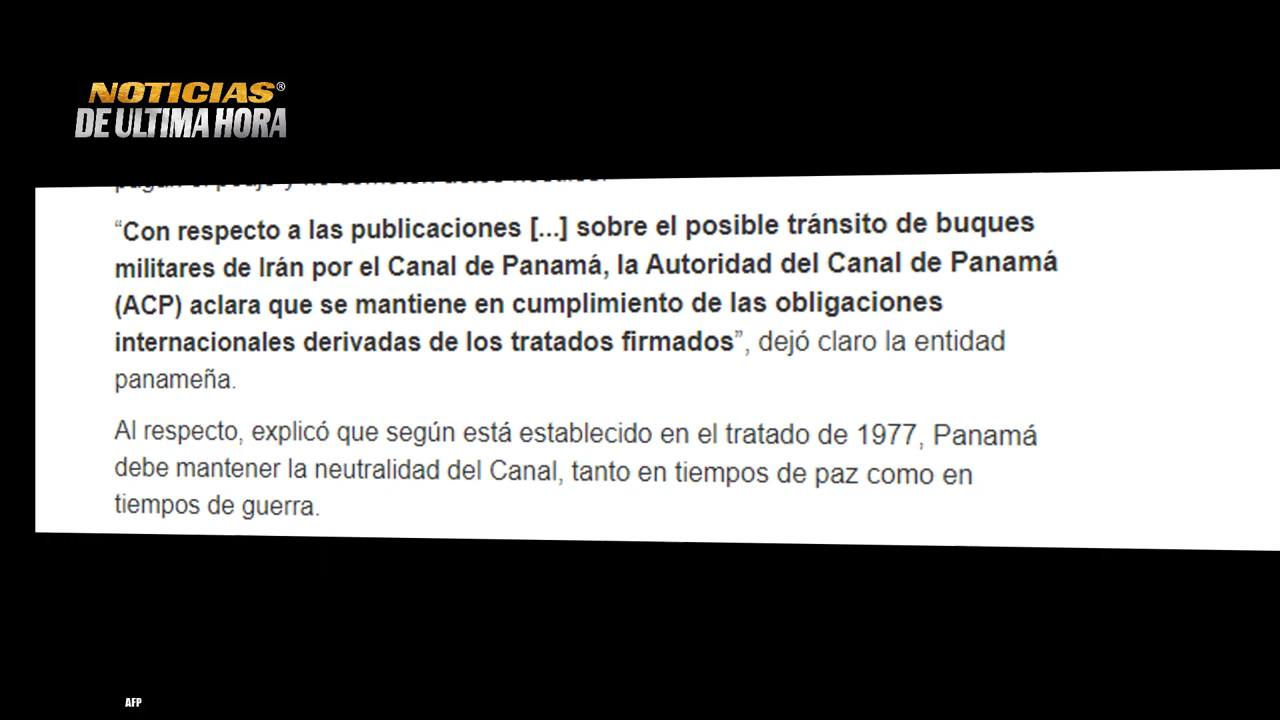 NOTICIAS®
DE ULTIMA HORA
“Con respecto a las publicaciones [...] sobre el posible tránsito de buques
militares de Irán por el Canal de Panamá, la Autoridad del Canal de Panamá
(ACP) aclara que se mantiene en cumplimiento de las obligaciones
internacionales derivadas de los tratados firmados”, dejó claro la entidad
panameña.
Al respecto, explicó que según está establecido en el tratado de 1977, Panamá
debe mantener la neutralidad del Canal, tanto en tiempos de paz como en
tiempos de guerra.
AFP